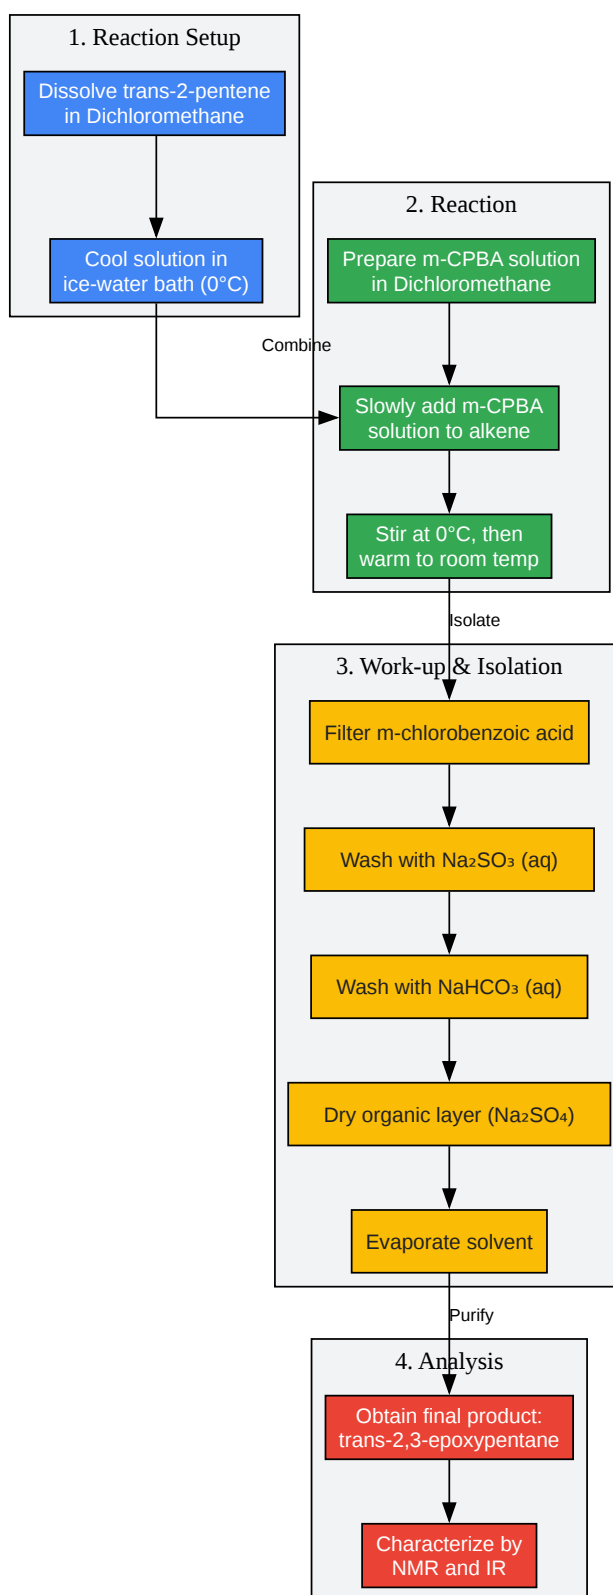 1. Reaction Setup
Dissolve trans-2-pentene
in Dichloromethane
Cool solution in
ice-water bath (0°C)
2. Reaction
Prepare m-CPBA solution
in Dichloromethane
Combine
Slowly add m-CPBA
solution to alkene
Stir at 0°C, then
warm to room temp
Isolate
3. Work-up & Isolation
Filter m-chlorobenzoic acid
Wash with Na₂SO₃ (aq)
Wash with NaHCO₃ (aq)
Dry organic layer (Na₂SO₄)
Evaporate solvent
Purify
4. Analysis
Obtain final product:
trans-2,3-epoxypentane
Characterize by
NMR and IR